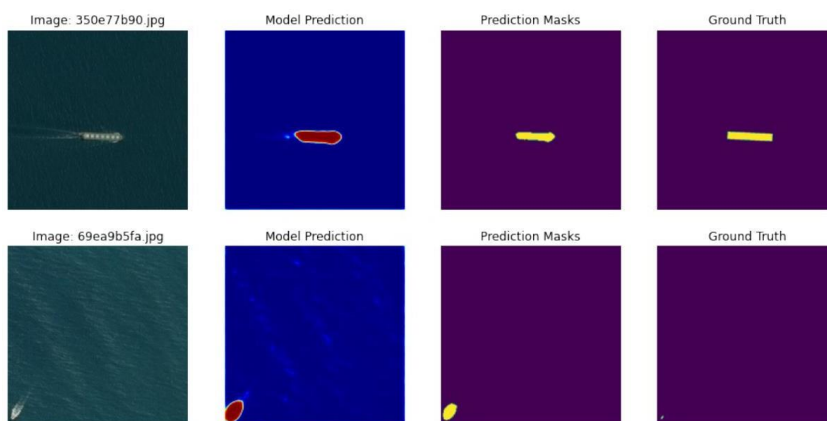 Image: 350e77b90.jpg
Model Prediction
Prediction Masks
Ground Truth
Image: 69ea9b5fa.jpg
Model Prediction
Prediction Masks
Ground Truth